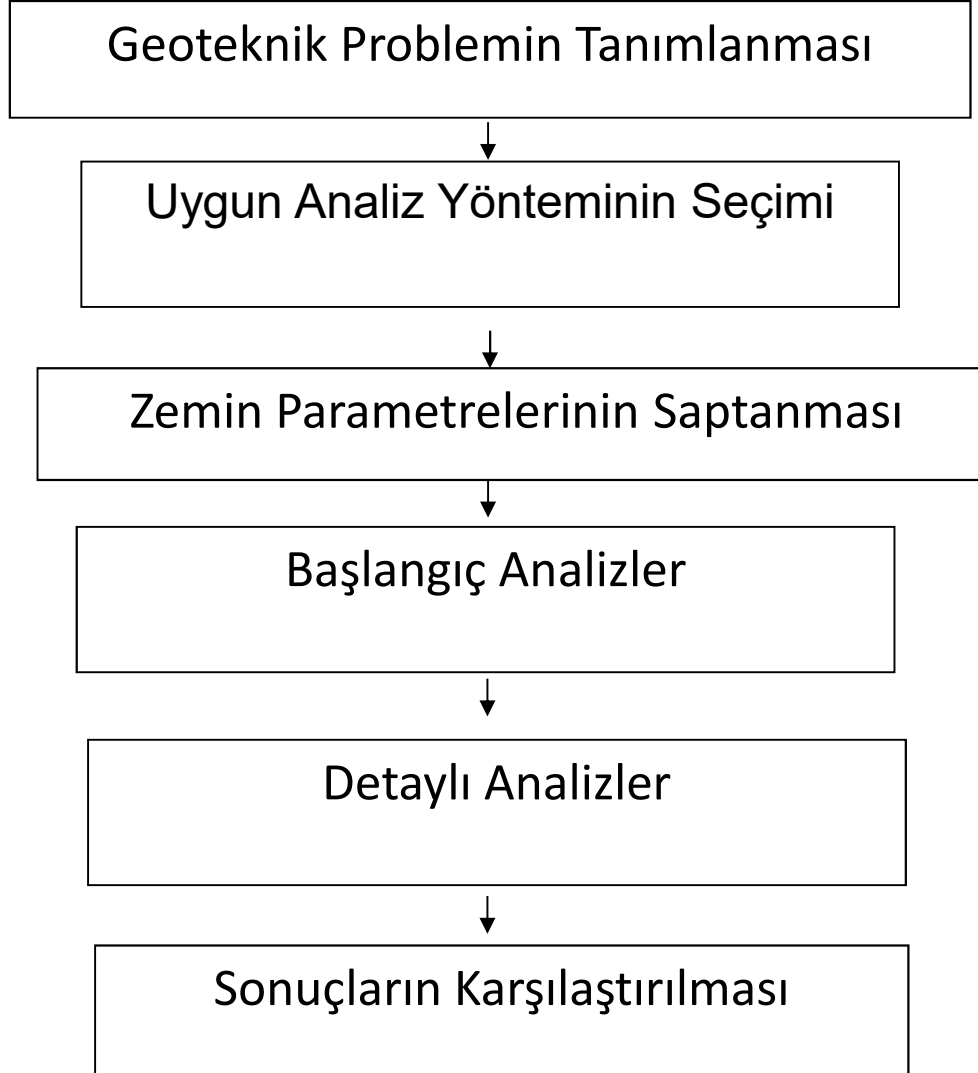 Geoteknik Problemin Tanımlanması
Uygun Analiz Yönteminin Seçimi
Zemin Parametrelerinin Saptanması
Başlangıç Analizler
Detaylı Analizler
Sonuçların Karşılaştırılması